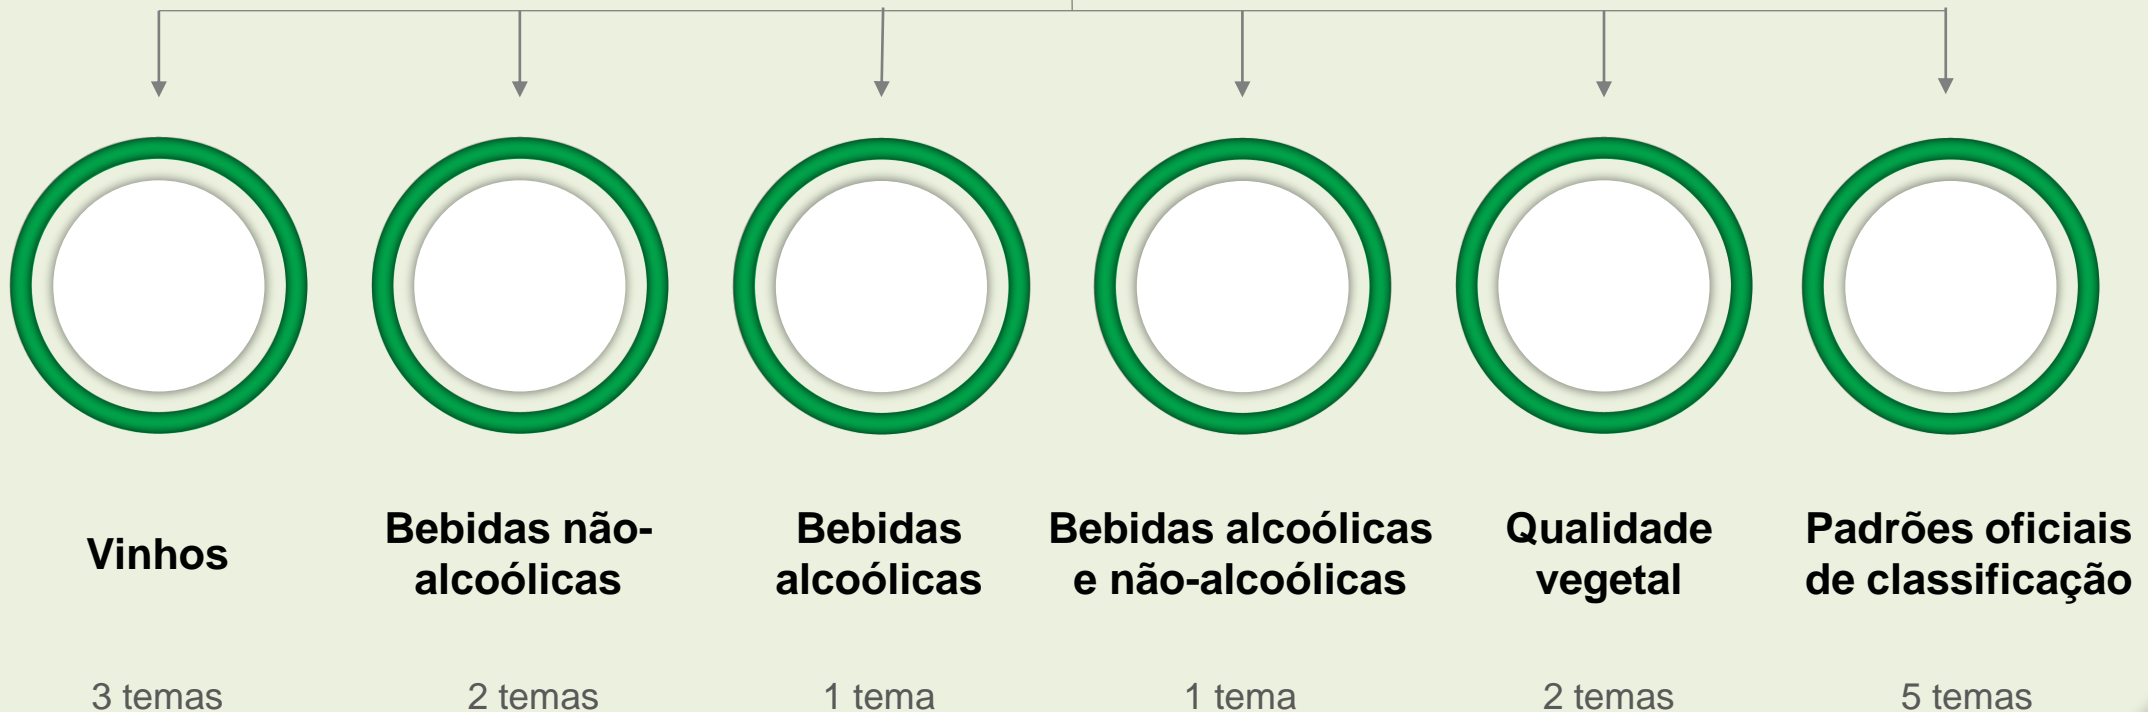 Vinhos
Bebidas não-
alcoólicas
Bebidas
alcoólicas
Bebidas alcoólicas
e não-alcoólicas
Qualidade
vegetal
Padrões oficiais
de classificação
3 temas
2 temas
1 tema
1 tema
2 temas
5 temas